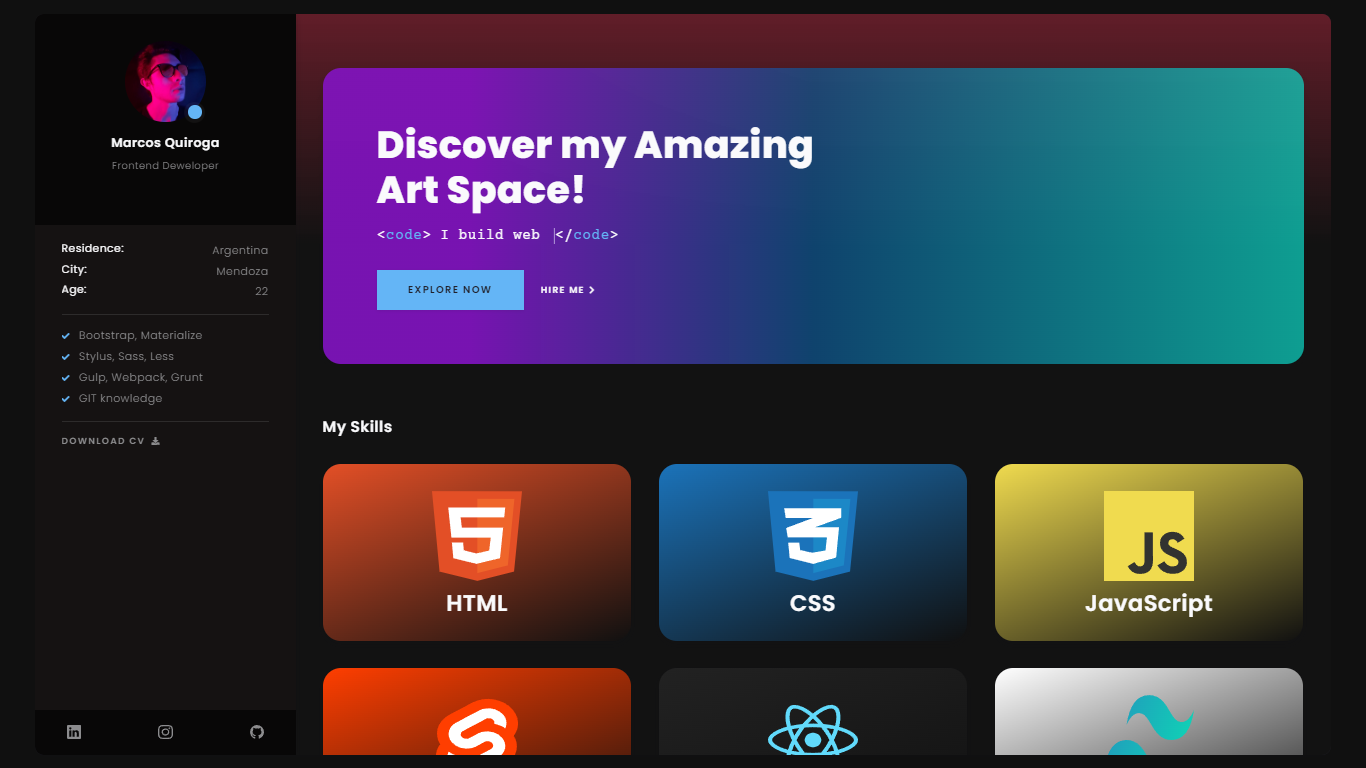 Marcos Quiroga
Frontend Deweloper
Residence: Argentina
City: Mendoza
Age: 22
Bootstrap, Materialize
Stylus, Sass, Less
Gulp, Webpack, Grunt
GIT knowledge
DOWNLOAD CV
Discover my Amazing
Art Space!
<code> I build web </code>
EXPLORE NOW HIRE ME
My Skills
HTML
CSS
JS
JavaScript